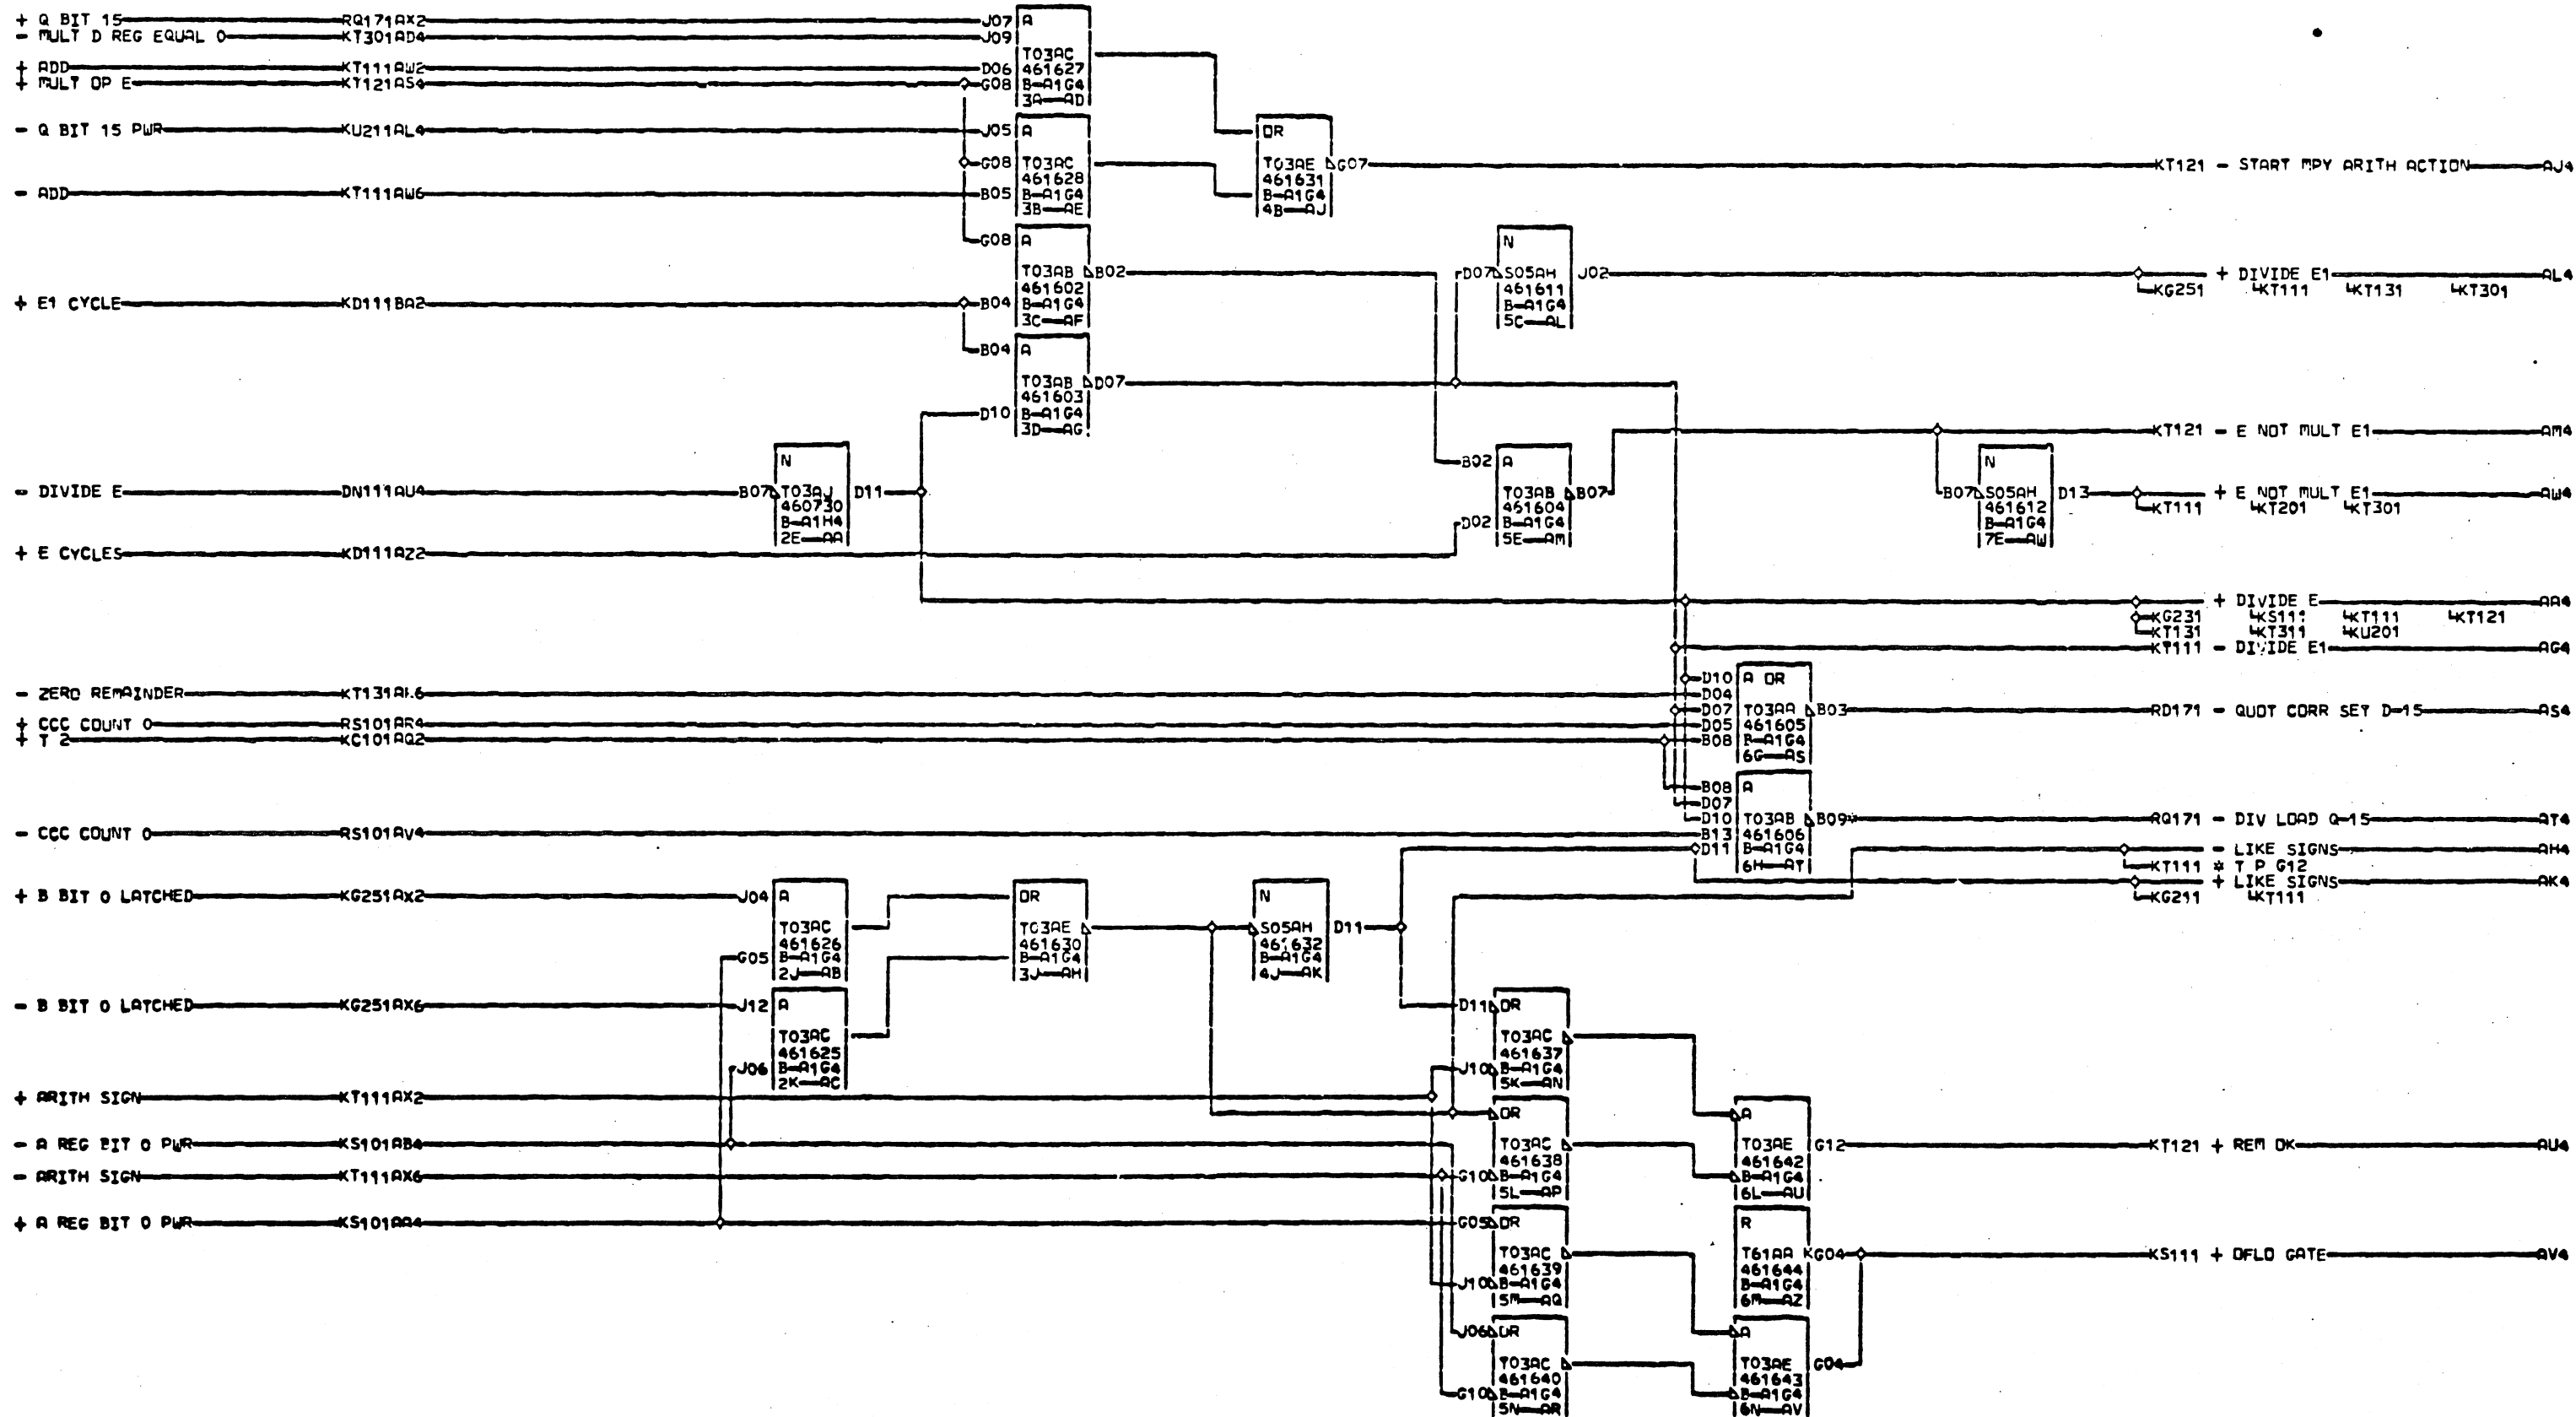 + Q BIT 15 RQ171AX2 J07 A
- MULT D REG EQUAL 0 KT301AD4 J09
T03AC
+ ADD KT111AW2 D06 461627
+ MULT OP E KT121AS4 G08 B-A1G4
3A AD
- Q BIT 15 PWR KU211AL4 J05 A
OR
G08 T03AC
T03AE G07 KT121 - START MPY ARITH ACTION AJ4
461628
461631
- ADD KT111AW6 B05 B-A1G4
B-A1G4
3B AE
4B AJ
G08 A
N
T03AB B02
D07 S05AH J02 + DIVIDE E1 AL4
461602
461611
KG251 KT111 KT131 KT301
+ E1 CYCLE KD111BA2 B04 B-A1G4
B-A1G4
3C AF
5C AL
B04 A
T03AB D07
461603
D10 B-A1G4
3D AG
KT121 - E NOT MULT E1 AM4
N
B02 A
N
- DIVIDE E DN111AU4 B07 T03AJ D11
T03AB B07
B07 S05AH D13 + E NOT MULT E1 AW4
460730
461604
461612
KT111 KT201 KT301
B-A1H4
D02 B-A1G4
B-A1G4
2E AA
5E AM
7E AW
+ E CYCLES KD111AZ2
+ DIVIDE E AA4
KG231 KS111 KT111 KT121
KT131 KT311 KU201
KT111 - DIVIDE E1 AG4
D10 A OR
- ZERO REMAINDER D04
D07 T03AA B03 RD171 - QUOT CORR SET D-15 AS4
+ CCC COUNT 0 RS101AR4 D05 461605
+ T 2 KC101AQ2 B08 B-A1G4
6G AS
B08 A
D07
D10 T03AB B09 RQ171 - DIV LOAD Q-15 AT4
- CCC COUNT 0 RS101AV4 B13 461606
D11 B-A1G4 - LIKE SIGNS AH4
6H AT KT111 * T P G12
+ LIKE SIGNS AK4
+ B BIT 0 LATCHED KG251AX2 J04 A
OR
N
KG211 KT111
T03AC
T03AE
S05AH D11
461626
461630
461632
G05 B-A1G4
B-A1G4
B-A1G4
2J AB
3J AH
4J AK
- B BIT 0 LATCHED KG251AX6 J12 A
D11 OR
T03AC
T03AC
461625
461637
J06 B-A1G4
J10 B-A1G4
2K AC
5K AN
+ ARITH SIGN KT111AX2
OR
A
- A REG BIT 0 PWR KS101AB4
T03AC
T03AE G12 KT121 + REM OK AU4
461638
461642
- ARITH SIGN KT111AX6 G10 B-A1G4
B-A1G4
5L AP
6L AU
+ A REG BIT 0 PWR KS101AA4 G05 OR
R
T03AC
T61AA G04 KS111 + OFLO GATE AV4
461639
461644
J10 B-A1G4
B-A1G4
5M AQ
6M AZ
J06 OR
A
T03AC
T03AE G04
461640
461643
G10 B-A1G4
B-A1G4
5N AR
6N AV